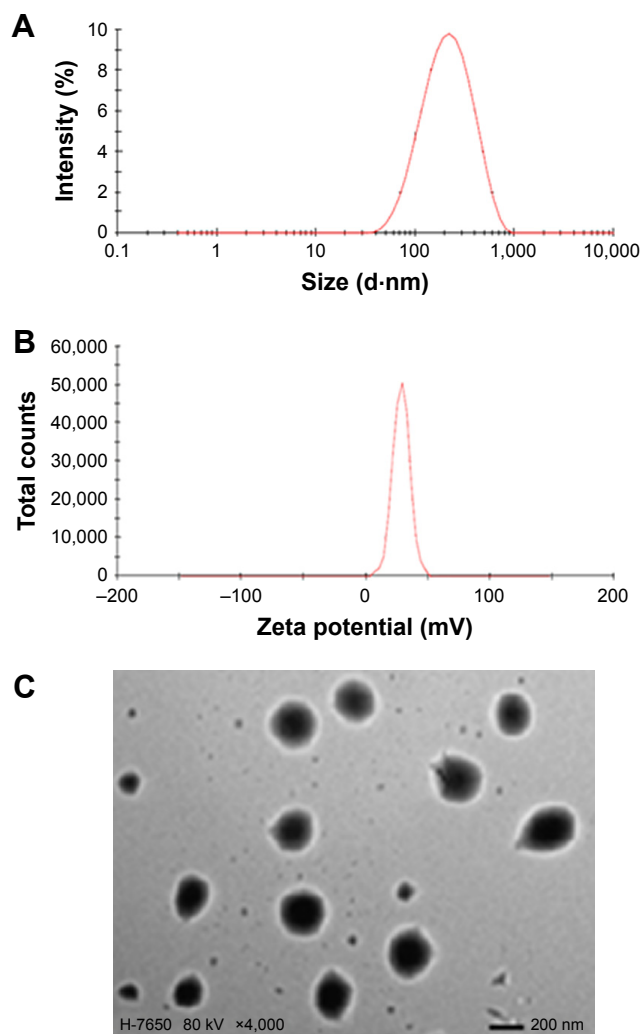 A
Intensity (%)
10
8
6
4
2
0
0.1 1 10 100 1,000 10,000
Size (d·nm)
B
Total counts
60,000
50,000
40,000
30,000
20,000
10,000
0
–200 –100 0 100 200
Zeta potential (mV)
C
H-7650 80 kV ×4,000 200 nm